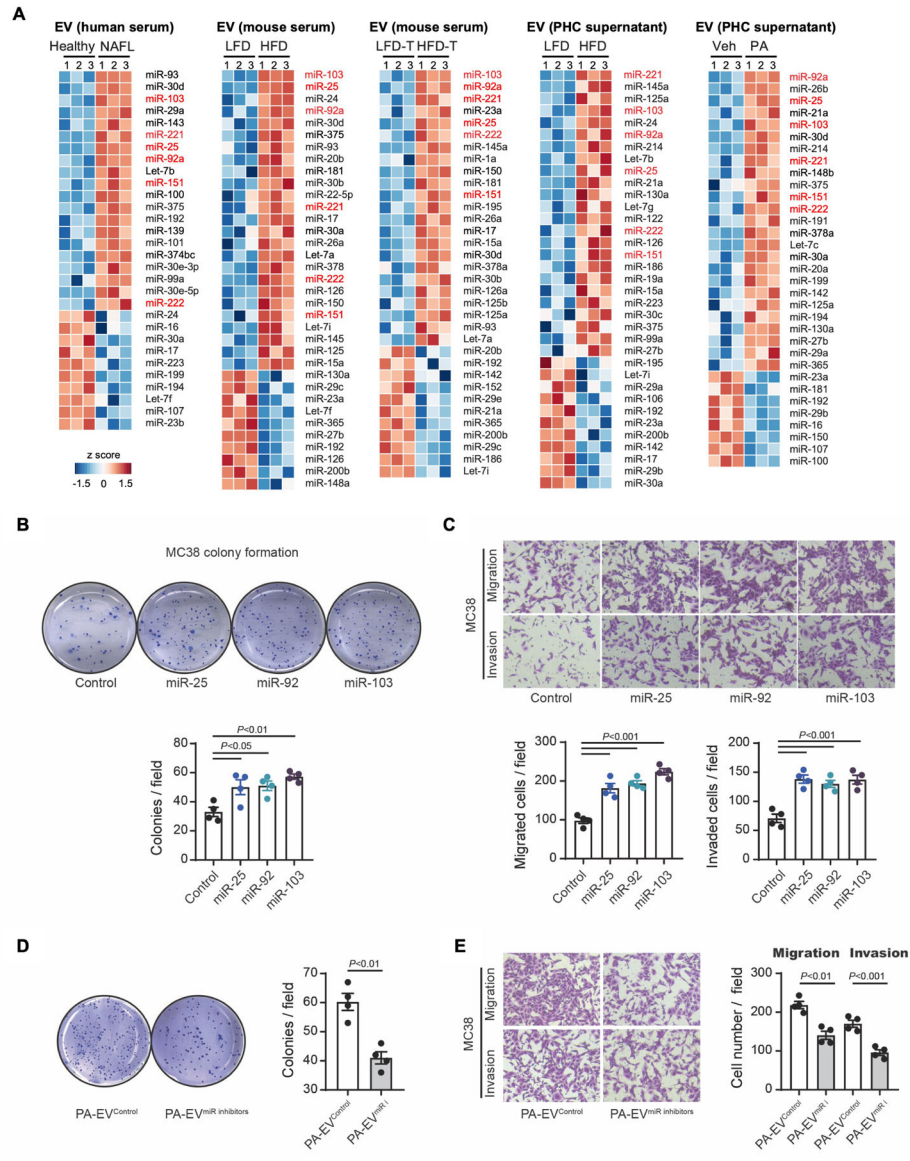 A
EV (human serum)
Healthy NAFL
1 2 3 1 2 3
miR-93
miR-30d
miR-103
miR-29a
miR-143
miR-221
miR-25
miR-92a
Let-7b
miR-151
miR-100
miR-375
miR-192
miR-139
miR-101
miR-374bc
miR-30e-3p
miR-99a
miR-30e-5p
miR-222
miR-24
miR-16
miR-30a
miR-17
miR-223
miR-199
miR-194
Let-7f
miR-107
miR-23b
z score
-1.5 0 1.5
EV (mouse serum)
LFD HFD
1 2 3 1 2 3
miR-103
miR-25
miR-24
miR-92a
miR-30d
miR-375
miR-93
miR-20b
miR-181
miR-30b
miR-22-5p
miR-221
miR-17
miR-30a
miR-26a
Let-7a
miR-378
miR-222
miR-126
miR-150
miR-151
Let-7i
miR-145
miR-125
miR-15a
miR-130a
miR-29c
miR-23a
Let-7f
miR-365
miR-27b
miR-192
miR-126
miR-200b
miR-148a
EV (mouse serum)
LFD-T HFD-T
1 2 3 1 2 3
miR-103
miR-92a
miR-221
miR-23a
miR-25
miR-222
miR-145a
miR-1a
miR-150
miR-181
miR-151
miR-195
miR-26a
miR-17
miR-15a
miR-30d
miR-378a
miR-30b
miR-126a
miR-125b
miR-125a
miR-93
Let-7a
miR-20b
miR-192
miR-142
miR-152
miR-29e
miR-21a
miR-365
miR-200b
miR-29c
miR-186
Let-7i
EV (PHC supernatant)
LFD HFD
1 2 3 1 2 3
miR-221
miR-145a
miR-125a
miR-103
miR-24
miR-92a
miR-214
Let-7b
miR-25
miR-21a
miR-130a
Let-7g
miR-122
miR-222
miR-126
miR-151
miR-186
miR-19a
miR-15a
miR-223
miR-30c
miR-375
miR-99a
miR-27b
miR-195
Let-7i
miR-29a
miR-106
miR-192
miR-23a
miR-200b
miR-142
miR-17
miR-29b
miR-30a
EV (PHC supernatant)
Veh PA
1 2 3 1 2 3
miR-92a
miR-26b
miR-25
miR-21a
miR-103
miR-30d
miR-214
miR-221
miR-148b
miR-375
miR-151
miR-222
miR-191
miR-378a
Let-7c
miR-30a
miR-20a
miR-199
miR-142
miR-125a
miR-194
miR-130a
miR-27b
miR-29a
miR-365
miR-23a
miR-181
miR-192
miR-29b
miR-16
miR-150
miR-107
miR-100
B
MC38 colony formation
Control miR-25 miR-92 miR-103
Colonies / field
80
60
40
20
P<0.01
P<0.05
Control miR-25 miR-92 miR-103
C
MC38
Migration
Invasion
Control miR-25 miR-92 miR-103
Migrated cells / field
300
200
100
0
P<0.001
Control miR-25 miR-92 miR-103
Invaded cells / field
200
150
100
50
0
P<0.001
Control miR-25 miR-92 miR-103
D
PA-EVControl PA-EVmiR inhibitors
Colonies / field
70
60
50
40
30
P<0.01
PA-EVControl PA-EVmiR i
E
MC38
Migration
Invasion
PA-EVControl PA-EVmiR inhibitors
Migration Invasion
Cell number / field
300
200
100
0
P<0.01 P<0.001
PA-EVControl PA-EVmiR i PA-EVControl PA-EVmiR i